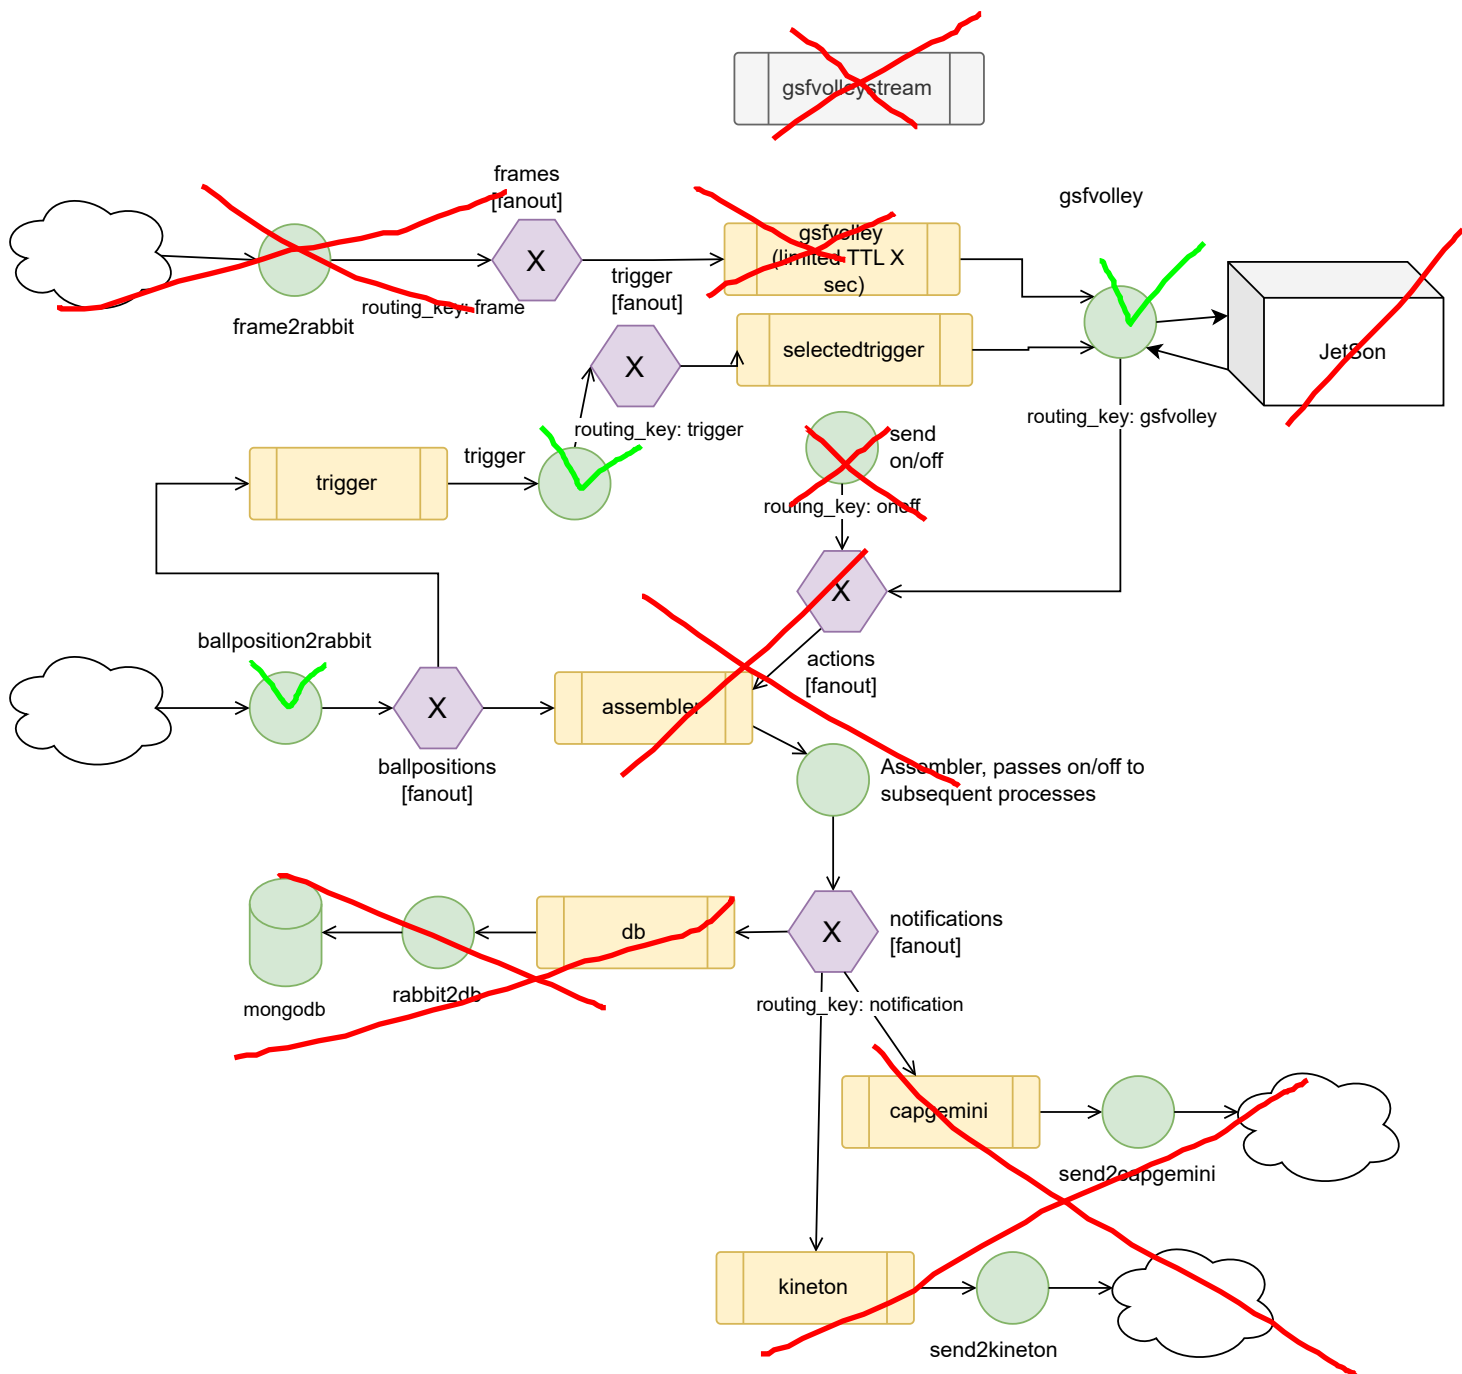 gsfvolleystream
frames
[fanout]
gsfvolley
gsfvolley
(limited TTL X
sec)
X
trigger
[fanout]
routing_key: frame
frame2rabbit
X
selectedtrigger
JetSon
routing_key: trigger
routing_key: gsfvolley
send
on/off
trigger
trigger
routing_key: onoff
X
ballposition2rabbit
actions
[fanout]
X
assembler
ballpositions
[fanout]
Assembler, passes on/off to
subsequent processes
X
notifications
[fanout]
db
rabbit2db
mongodb
routing_key: notification
capgemini
send2capgemini
kineton
send2kineton